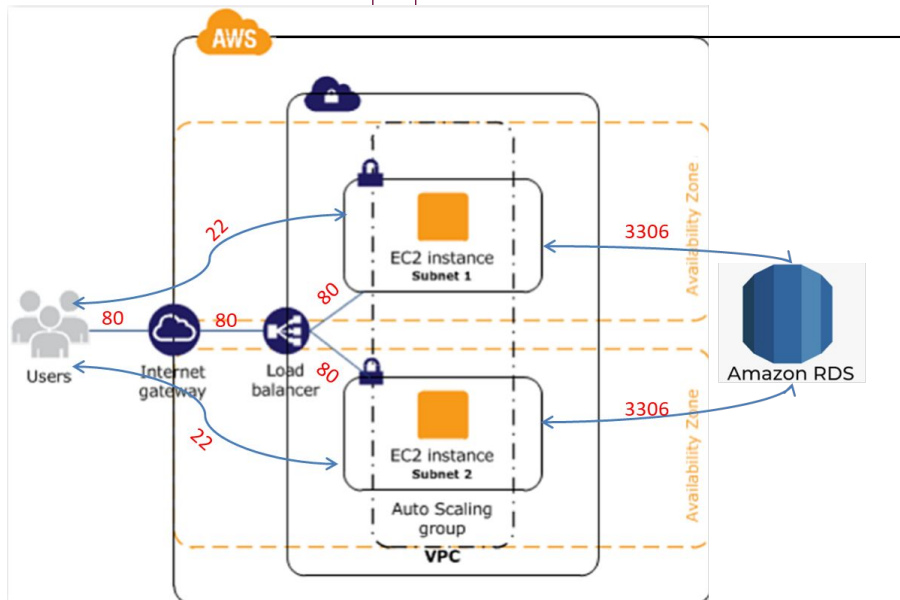 AWS
22
EC2 instance
Subnet 1
3306
Availability Zone
80
80
80
Users
Internet
gateway
Load
balancer
80
Amazon RDS
22
EC2 instance
Subnet 2
3306
Availability Zone
Auto Scaling
group
VPC